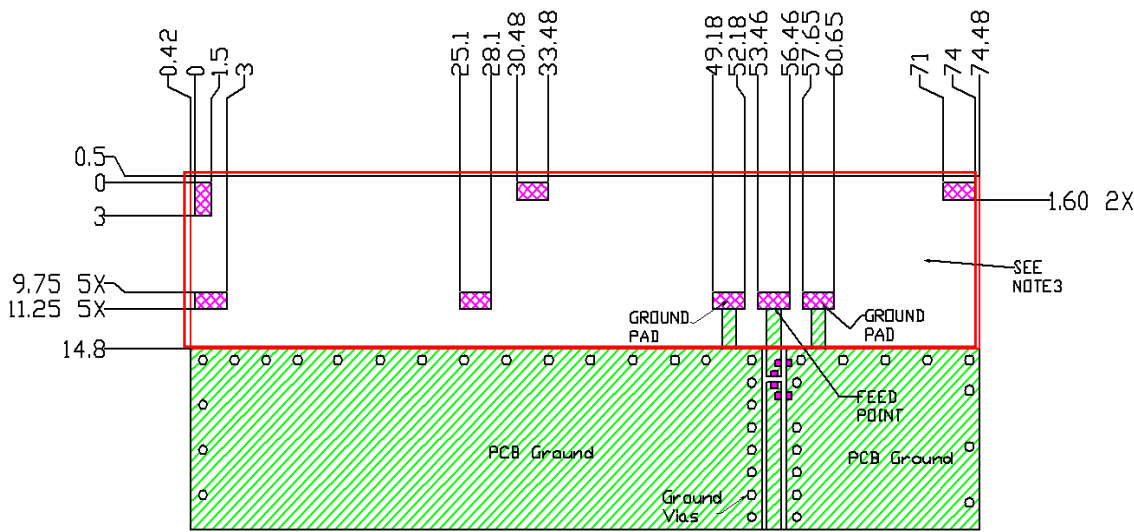 0.42
0
1.5
3
25.1
28.1
30.48
33.48
49.18
52.18
53.46
56.46
57.65
60.65
71
74
74.48
0.5
0
3
1.60 2X
9.75 5X
11.25 5X
SEE
NOTE3
GROUND
PAD
GROUND
PAD
14.8
FEED
POINT
PCB Ground
PCB Ground
Ground
Vias